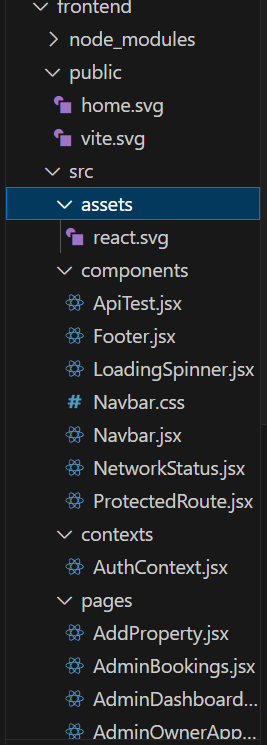 frontend
node_modules
public
home.svg
vite.svg
src
assets
react.svg
components
ApiTest.jsx
Footer.jsx
LoadingSpinner.jsx
# Navbar.css
Navbar.jsx
NetworkStatus.jsx
ProtectedRoute.jsx
contexts
AuthContext.jsx
pages
AddProperty.jsx
AdminBookings.jsx
AdminDashboard...
AdminOwnerApp...